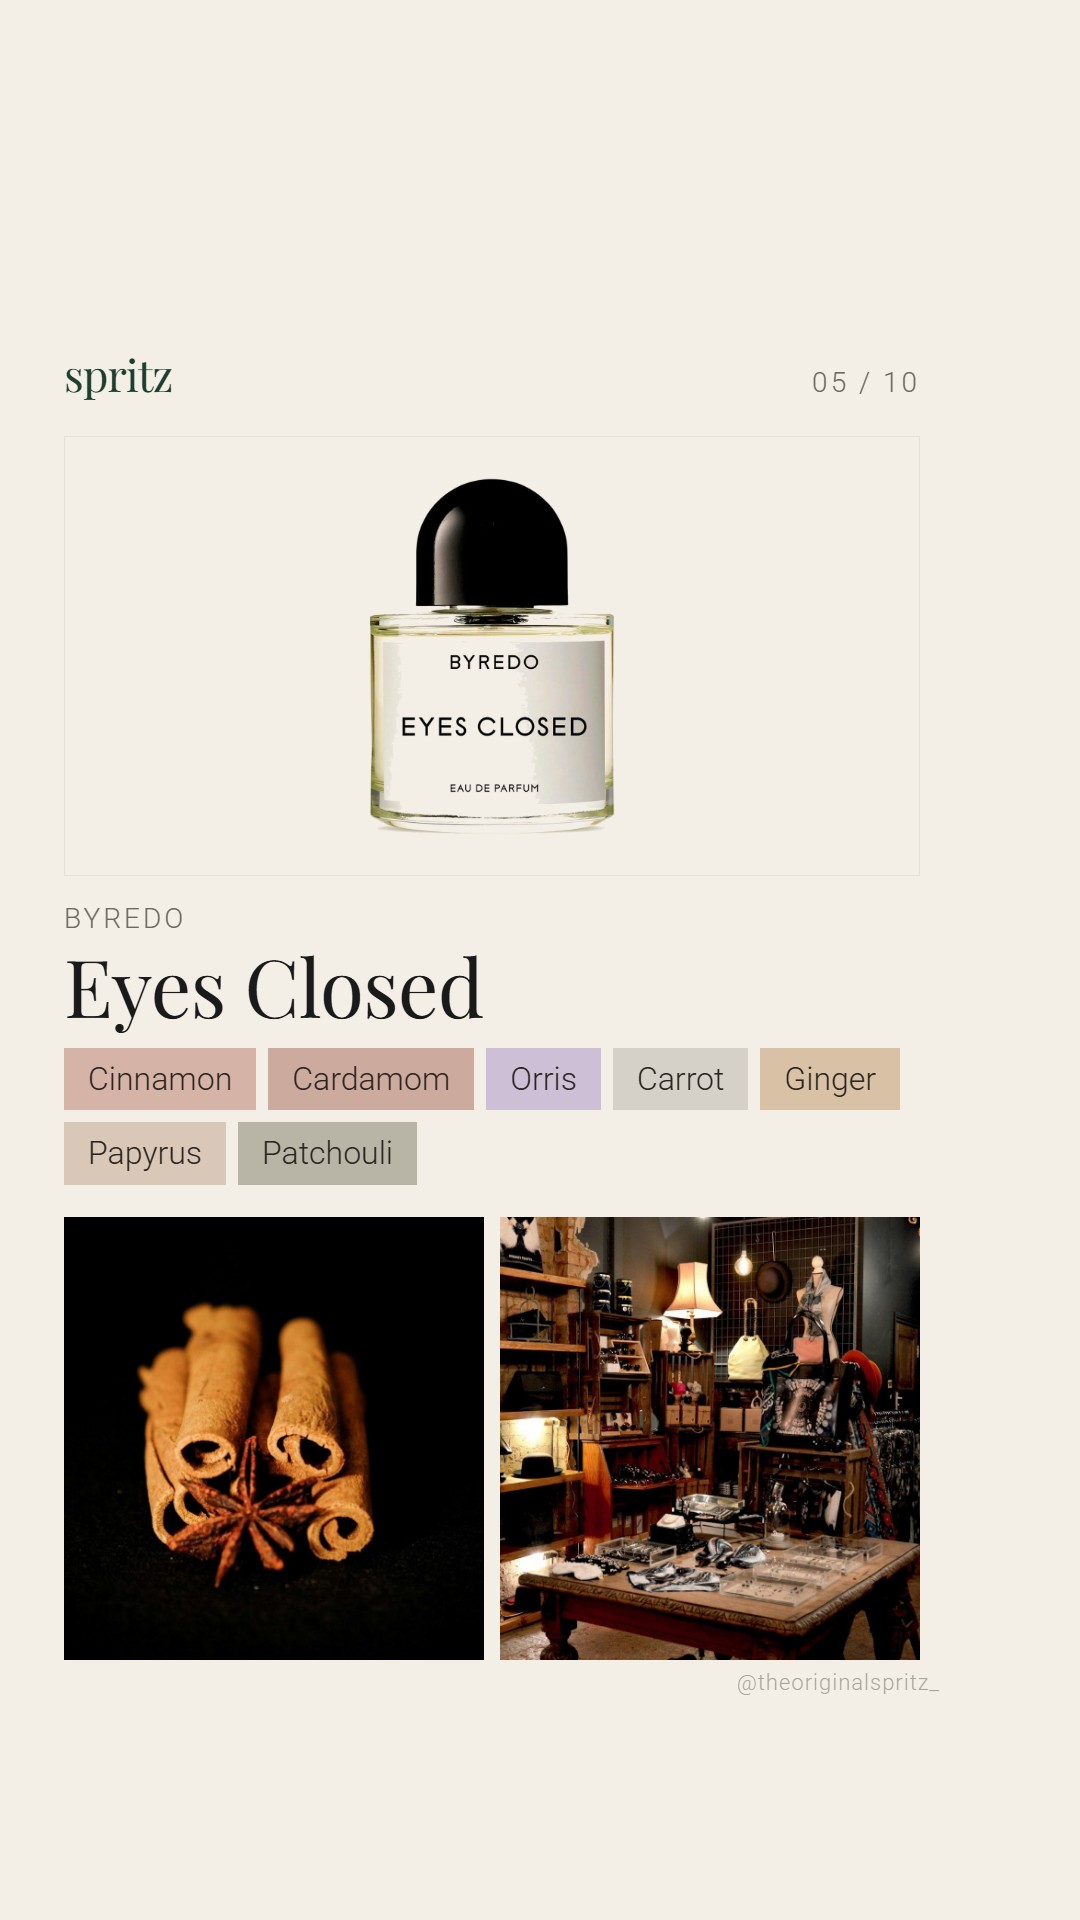 spritz
05 / 10
BYREDO
EYES CLOSED
EAU DE PARFUM
BYREDO
Eyes Closed
Cinnamon Cardamom Orris Carrot Ginger
Papyrus Patchouli
@theoriginalspritz_